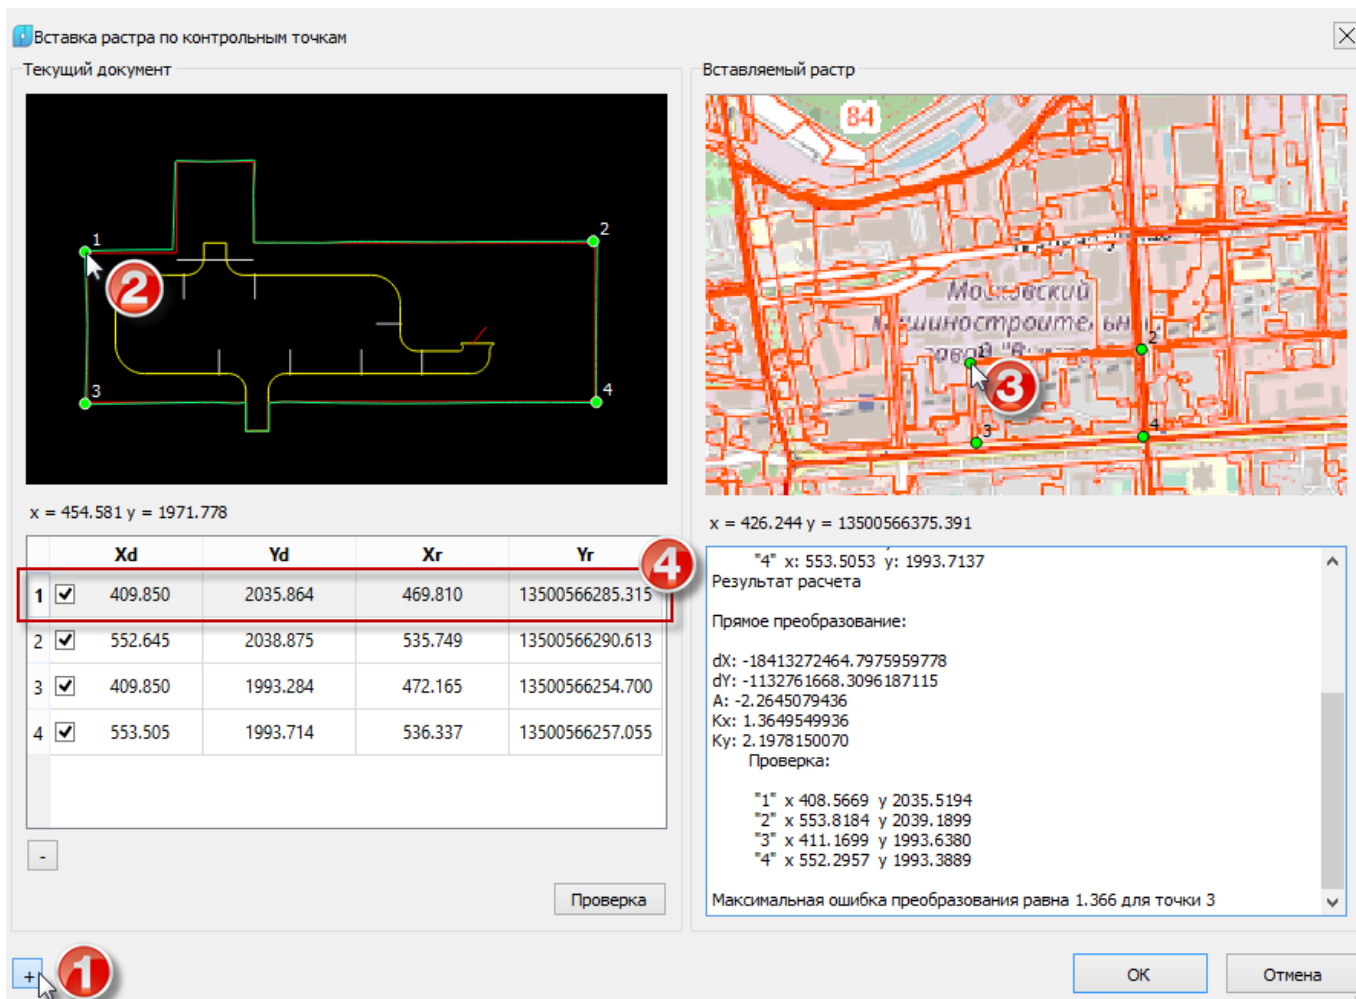 Вставка растра по контрольным точкам
Текущий документ
1
2
2
3
4
x = 454.581 y = 1971.778
Xd Yd Xr Yr
4
1 409.850 2035.864 469.810 13500566285.315
2 552.645 2038.875 535.749 13500566290.613
3 409.850 1993.284 472.165 13500566254.700
4 553.505 1993.714 536.337 13500566257.055
-
Проверка
+
1
Вставляемый растр
84
Московский
2
1
3
3
4
x = 426.244 y = 13500566375.391
"4" x: 553.5053 y: 1993.7137
Результат расчета
Прямое преобразование:
dX: -18413272464.7975959778
dY: -1132761668.3096187115
A: -2.2645079436
Kx: 1.3649549936
Ky: 2.1978150070
Проверка:
"1" x 408.5669 y 2035.5194
"2" x 553.8184 y 2039.1899
"3" x 411.1699 y 1993.6380
"4" x 552.2957 y 1993.3889
Максимальная ошибка преобразования равна 1.366 для точки 3
OK
Отмена